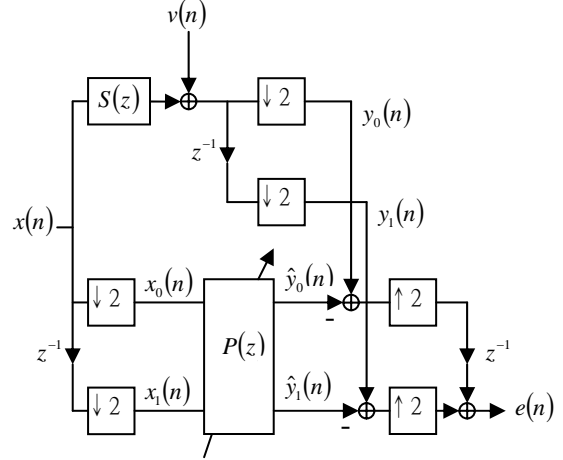 v(n)
S(z)
↓ 2
y₀(n)
z⁻¹
↓ 2
y₁(n)
x(n)
↓ 2
x₀(n)
P(z)
ŷ₀(n)
-
↑ 2
z⁻¹
z⁻¹
↓ 2
x₁(n)
ŷ₁(n)
-
↑ 2
e(n)